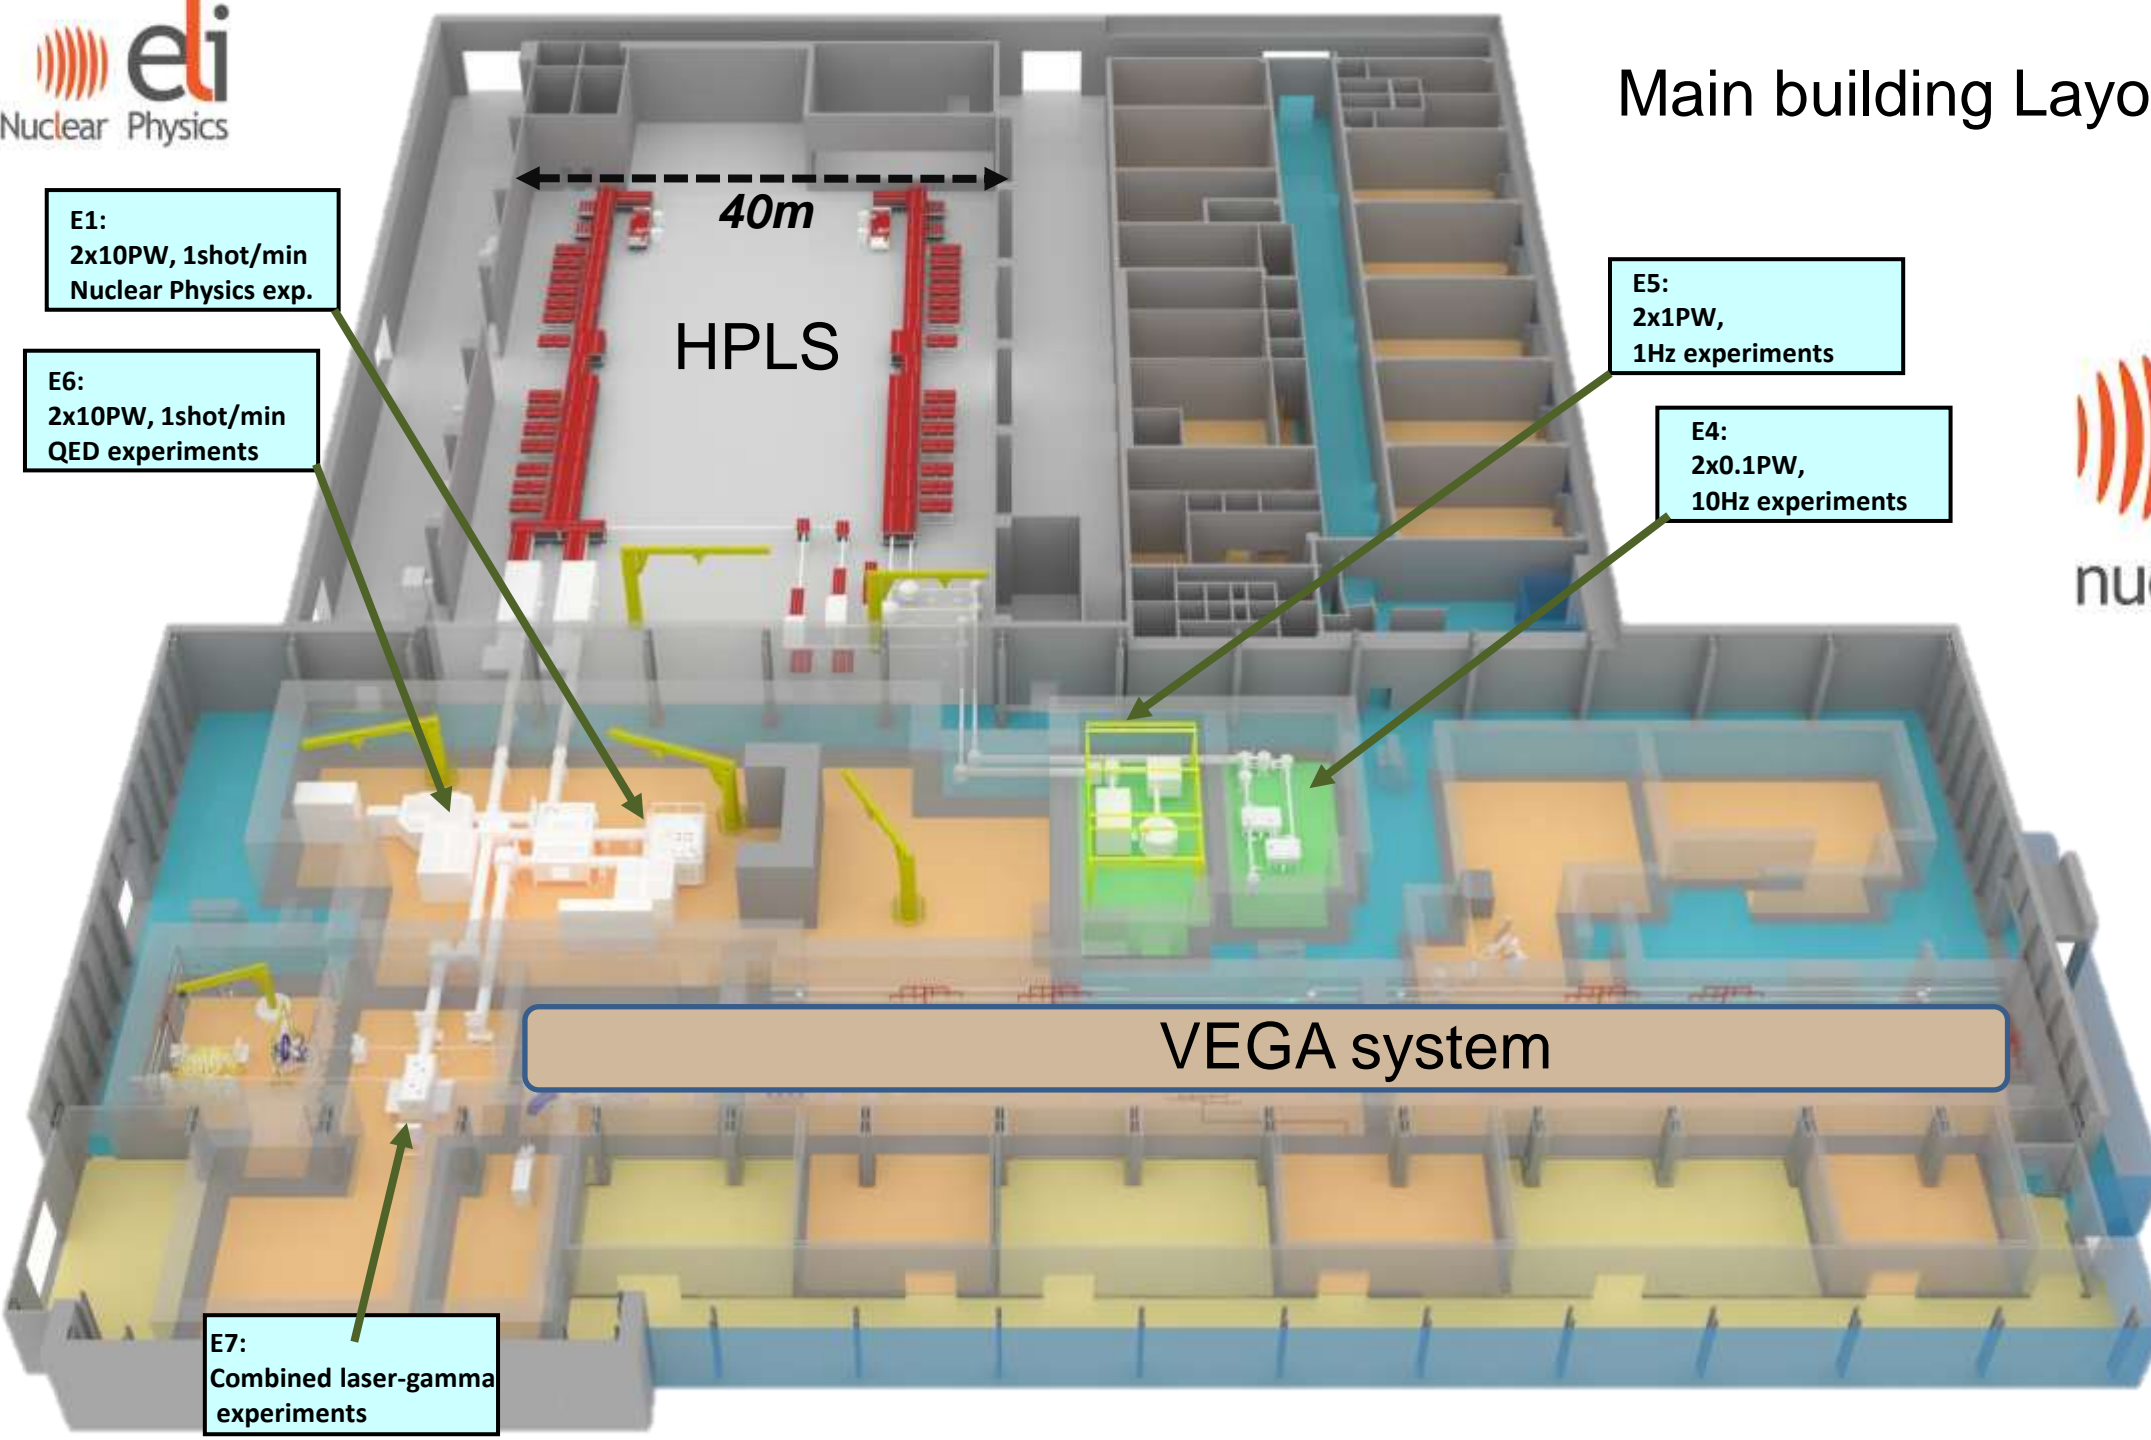 eli
Nuclear Physics
Main building Layo
40m
E1:
2x10PW, 1shot/min
Nuclear Physics exp.
HPLS
E5:
2x1PW,
1Hz experiments
E6:
2x10PW, 1shot/min
QED experiments
E4:
2x0.1PW,
10Hz experiments
nu
VEGA system
E7:
Combined laser-gamma
experiments